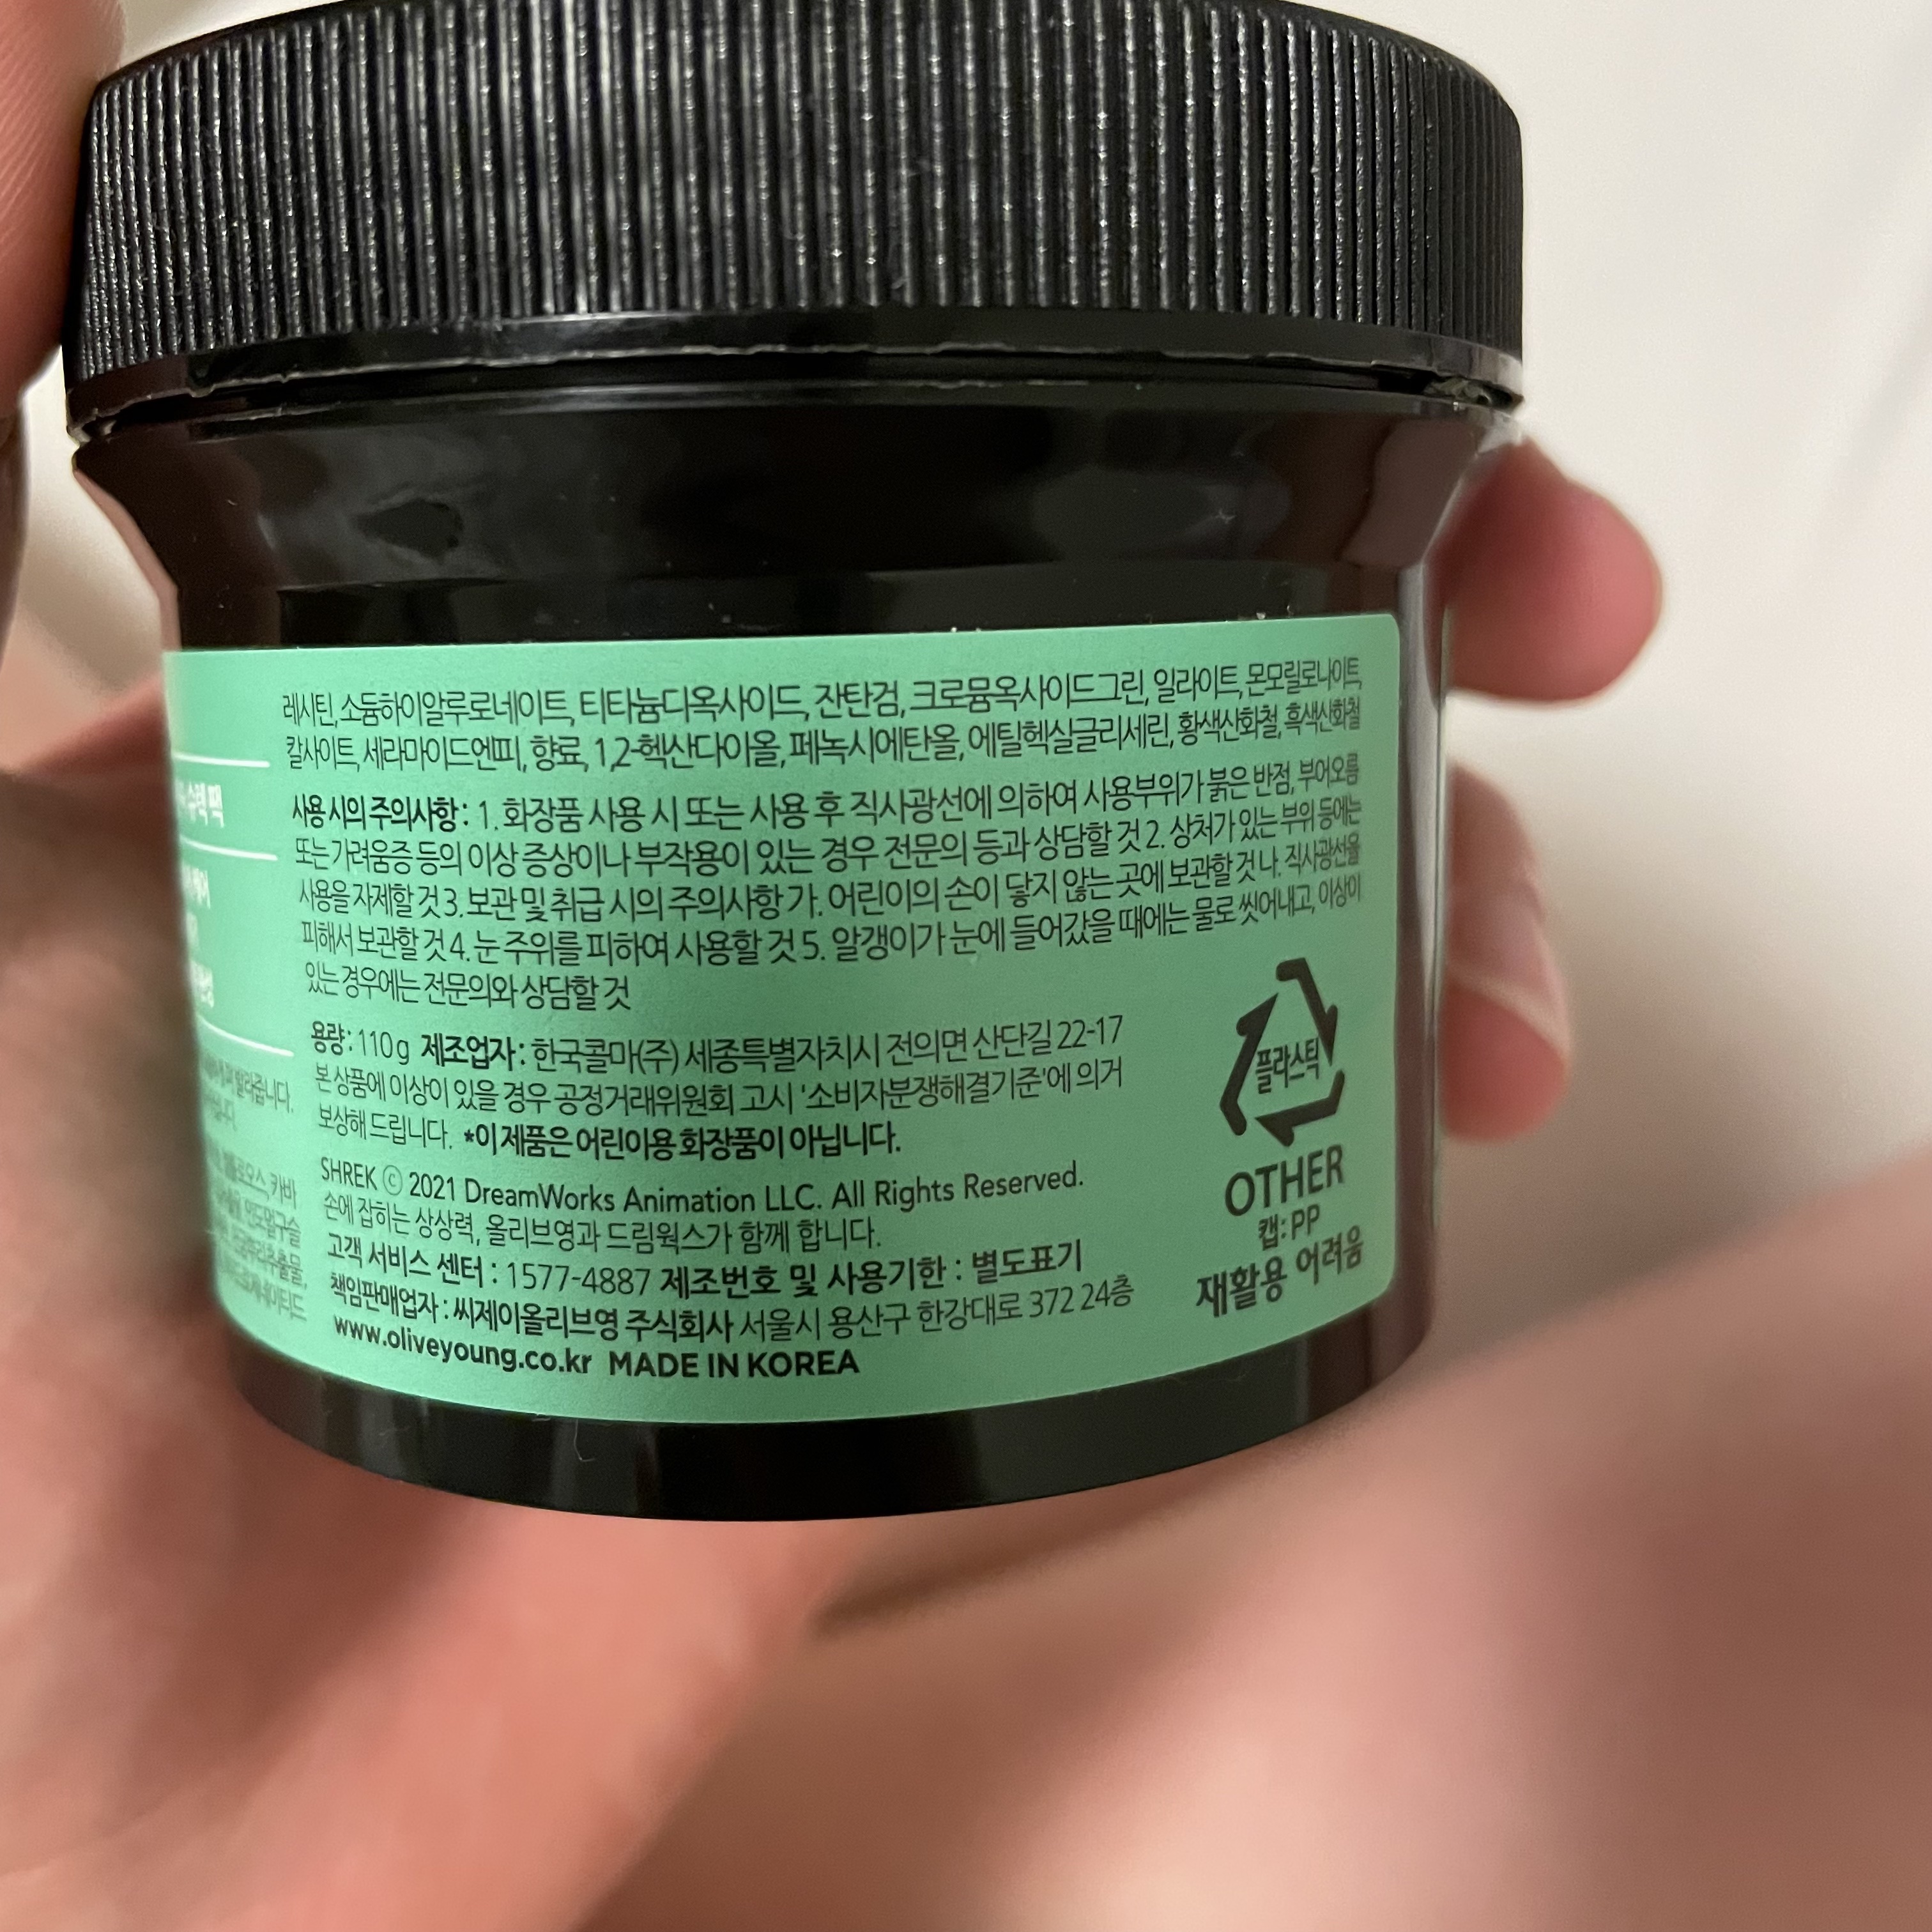 레시틴, 소듐하이알루로네이트, 티타늄디옥사이드, 잔탄검, 크로뮴옥사이드그린, 일라이트, 몬모릴로나이트,
칼사이트, 세라마이드엔피, 향료, 1,2-헥산다이올, 페녹시에탄올, 에틸헥실글리세린, 황색산화철, 흑색산화철
사용 시의 주의사항 : 1. 화장품 사용 시 또는 사용 후 직사광선에 의하여 사용부위가 붉은 반점, 부어오름
또는 가려움증 등의 이상 증상이나 부작용이 있는 경우 전문의 등과 상담할 것 2. 상처가 있는 부위 등에는
사용을 자제할 것 3. 보관 및 취급 시의 주의사항 가. 어린이의 손이 닿지 않는 곳에 보관할 것 나. 직사광선을
피해서 보관할 것 4. 눈 주위를 피하여 사용할 것 5. 알갱이가 눈에 들어갔을 때에는 물로 씻어내고, 이상이
있는 경우에는 전문의와 상담할 것
용량 : 110g 제조업자 : 한국콜마(주) 세종특별자치시 전의면 산단길 22-17
본 상품에 이상이 있을 경우 공정거래위원회 고시 '소비자분쟁해결기준'에 의거
보상해 드립니다. *이 제품은 어린이용 화장품이 아닙니다.
SHREK ⓒ 2021 DreamWorks Animation LLC. All Rights Reserved.
손에 잡히는 상상력, 올리브영과 드림웍스가 함께 합니다.
고객 서비스 센터 : 1577-4887 제조번호 및 사용기한 : 별도표기
책임판매업자 : 씨제이올리브영 주식회사 서울시 용산구 한강대로 372 24층
www.oliveyoung.co.kr MADE IN KOREA
플라스틱
OTHER
캡: PP
재활용 어려움